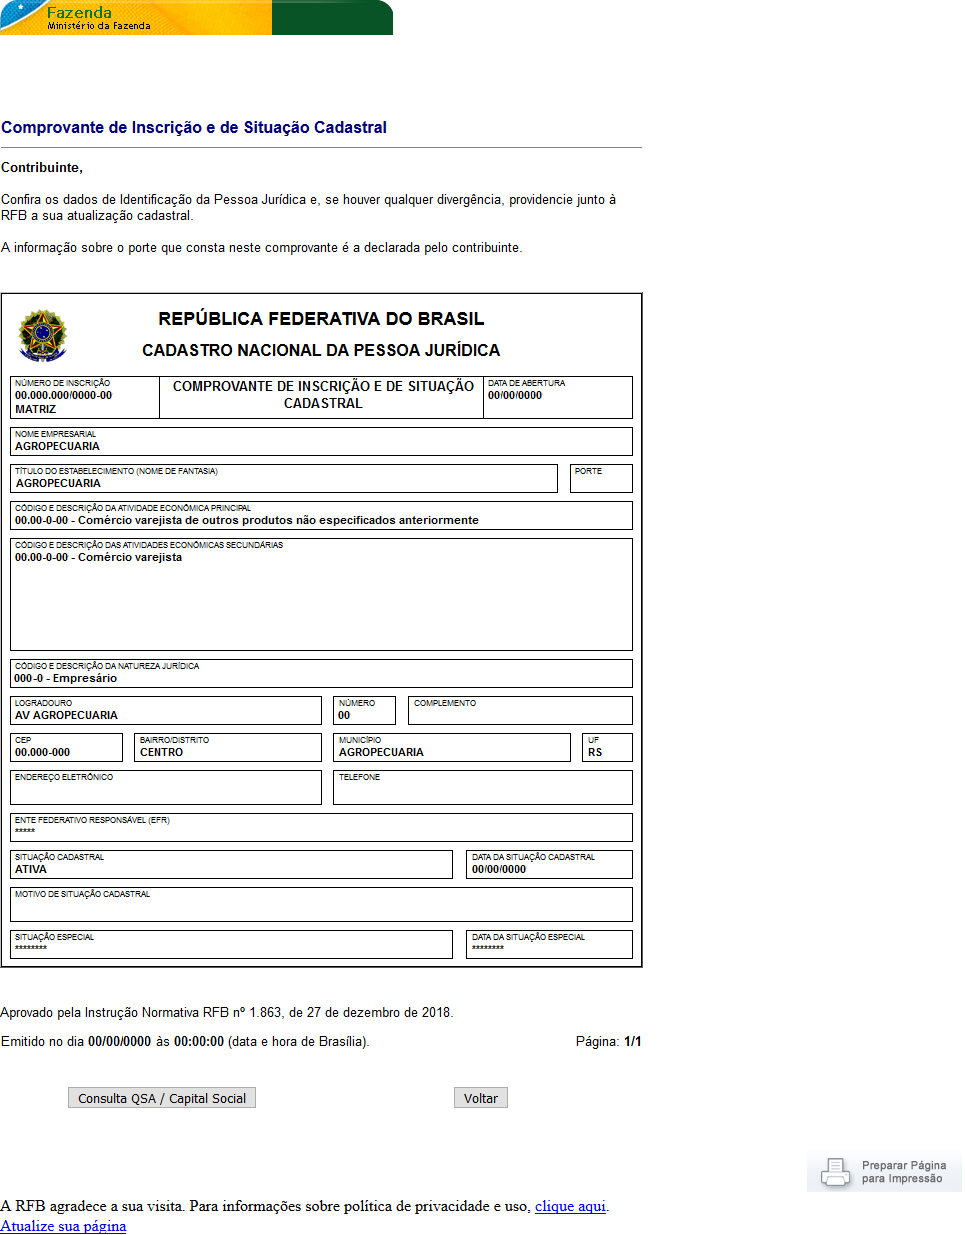 Fazenda
Ministério da Fazenda
Comprovante de Inscrição e de Situação Cadastral
Contribuinte,
Confira os dados de Identificação da Pessoa Jurídica e, se houver qualquer divergência, providencie junto à
RFB a sua atualização cadastral.
A informação sobre o porte que consta neste comprovante é a declarada pelo contribuinte.
REPÚBLICA FEDERATIVA DO BRASIL
CADASTRO NACIONAL DA PESSOA JURÍDICA
NÚMERO DE INSCRIÇÃO
00.000.000/0000-00
MATRIZ
COMPROVANTE DE INSCRIÇÃO E DE SITUAÇÃO
CADASTRAL
DATA DE ABERTURA
00/00/0000
NOME EMPRESARIAL
AGROPECUARIA
TÍTULO DO ESTABELECIMENTO (NOME DE FANTASIA)
AGROPECUARIA
PORTE
CÓDIGO E DESCRIÇÃO DA ATIVIDADE ECONÔMICA PRINCIPAL
00.00-0-00 - Comércio varejista de outros produtos não especificados anteriormente
CÓDIGO E DESCRIÇÃO DAS ATIVIDADES ECONÔMICAS SECUNDÁRIAS
00.00-0-00 - Comércio varejista
CÓDIGO E DESCRIÇÃO DA NATUREZA JURÍDICA
000-0 - Empresário
LOGRADOURO
AV AGROPECUARIA
NÚMERO
00
COMPLEMENTO
CEP
00.000-000
BAIRRO/DISTRITO
CENTRO
MUNICÍPIO
AGROPECUARIA
UF
RS
ENDEREÇO ELETRÔNICO
TELEFONE
ENTE FEDERATIVO RESPONSÁVEL (EFR)
*****
SITUAÇÃO CADASTRAL
ATIVA
DATA DA SITUAÇÃO CADASTRAL
00/00/0000
MOTIVO DE SITUAÇÃO CADASTRAL
SITUAÇÃO ESPECIAL
********
DATA DA SITUAÇÃO ESPECIAL
********
Aprovado pela Instrução Normativa RFB nº 1.863, de 27 de dezembro de 2018.
Emitido no dia 00/00/0000 às 00:00:00 (data e hora de Brasília). Página: 1/1
Consulta QSA / Capital Social
Voltar
Preparar Página
para Impressão
A RFB agradece a sua visita. Para informações sobre política de privacidade e uso, clique aqui.
Atualize sua página